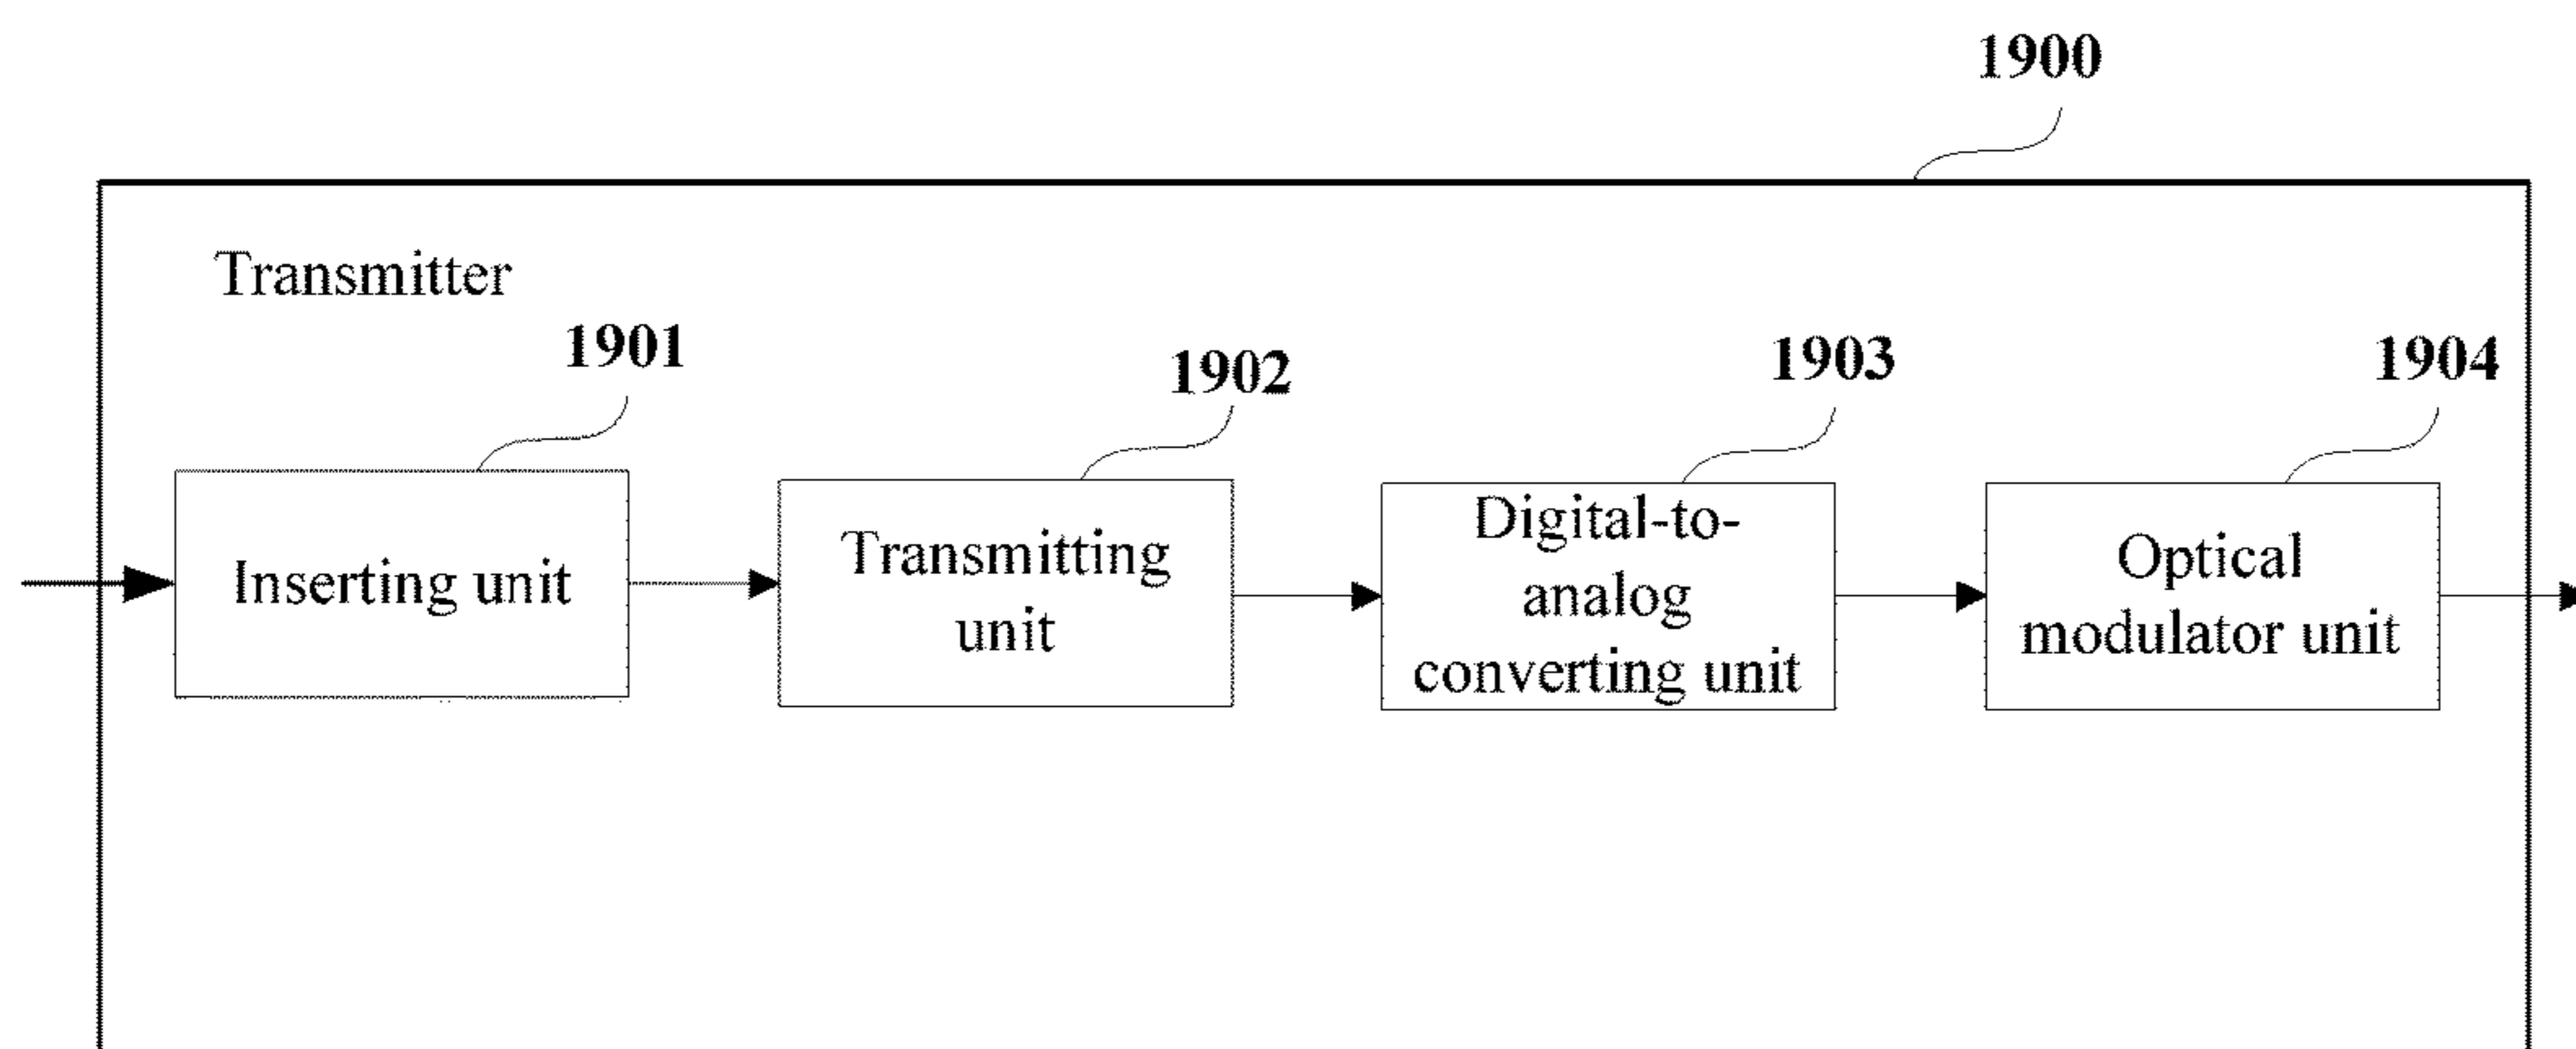 1900
Transmitter
1901
1902
1903
1904
Inserting unit
Transmitting
unit
Digital-to-
analog
converting unit
Optical
modulator unit